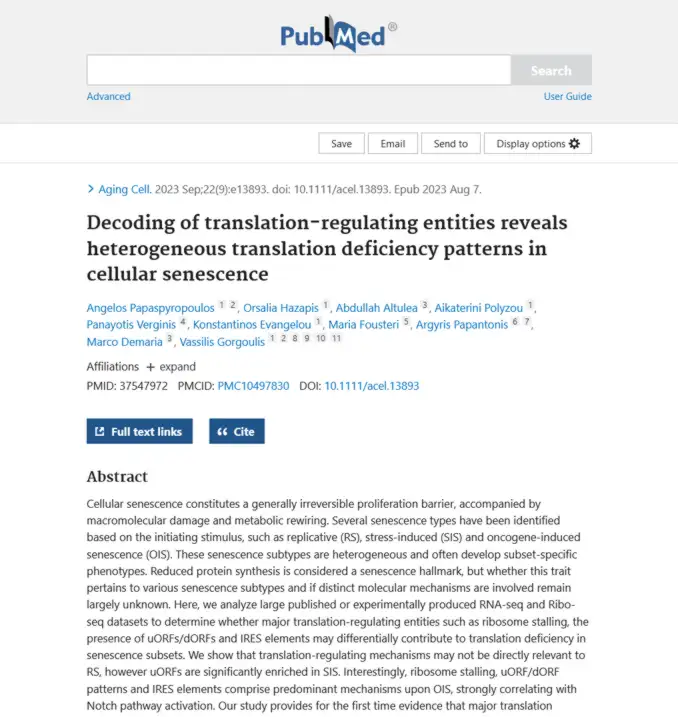 PubMed®
Search
Advanced
User Guide
Save
Email
Send to
Display options
Aging Cell. 2023 Sep;22(9):e13893. doi: 10.1111/acel.13893. Epub 2023 Aug 7.
Decoding of translation-regulating entities reveals
heterogeneous translation deficiency patterns in
cellular senescence
Angelos Papaspyropoulos 1 2, Orsalia Hazapis 1, Abdullah Altulea 3, Aikaterini Polyzou 1,
Panayotis Verginis 4, Konstantinos Evangelou 1, Maria Fousteri 5, Argyris Papantonis 6 7,
Marco Demaria 3, Vassilis Gorgoulis 1 2 8 9 10 11
Affiliations + expand
PMID: 37547972 PMCID: PMC10497830 DOI: 10.1111/acel.13893
Full text links
Cite
Abstract
Cellular senescence constitutes a generally irreversible proliferation barrier, accompanied by
macromolecular damage and metabolic rewiring. Several senescence types have been identified
based on the initiating stimulus, such as replicative (RS), stress-induced (SIS) and oncogene-induced
senescence (OIS). These senescence subtypes are heterogeneous and often develop subset-specific
phenotypes. Reduced protein synthesis is considered a senescence hallmark, but whether this trait
pertains to various senescence subtypes and if distinct molecular mechanisms are involved remain
largely unknown. Here, we analyze large published or experimentally produced RNA-seq and Ribo-
seq datasets to determine whether major translation-regulating entities such as ribosome stalling, the
presence of uORFs/dORFs and IRES elements may differentially contribute to translation deficiency in
senescence subsets. We show that translation-regulating mechanisms may not be directly relevant to
RS, however uORFs are significantly enriched in SIS. Interestingly, ribosome stalling, uORF/dORF
patterns and IRES elements comprise predominant mechanisms upon OIS, strongly correlating with
Notch pathway activation. Our study provides for the first time evidence that major translation